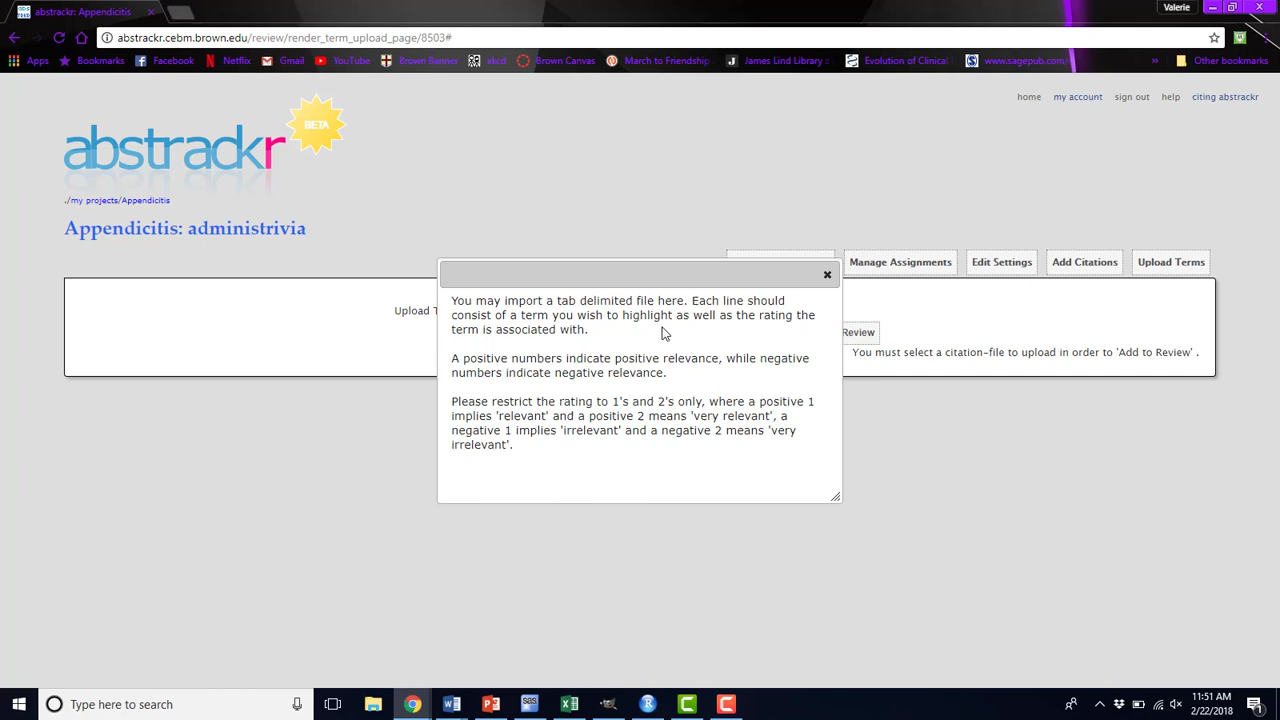 abstrackr: Appendicitis
Valerie
abstrackr.cebm.brown.edu/review/render_term_upload_page/8503#
Apps
Bookmarks
Facebook
Netflix
Gmail
YouTube
Brown Banner
xkcd
Brown Canvas
March to Friendship
James Lind Library ::
Evolution of Clinical
www.sagepub.com/
»
Other bookmarks
home my account sign out help citing abstrackr
abstrackr
BETA
./my projects/Appendicitis
Appendicitis: administrivia
Manage Assignments
Edit Settings
Add Citations
Upload Terms
You may import a tab delimited file here. Each line should
consist of a term you wish to highlight as well as the rating the
term is associated with.
A positive numbers indicate positive relevance, while negative
numbers indicate negative relevance.
Please restrict the rating to 1's and 2's only, where a positive 1
implies 'relevant' and a positive 2 means 'very relevant', a
negative 1 implies 'irrelevant' and a negative 2 means 'very
irrelevant'.
Upload T
Review
You must select a citation-file to upload in order to 'Add to Review' .
Type here to search
11:51 AM
2/22/2018